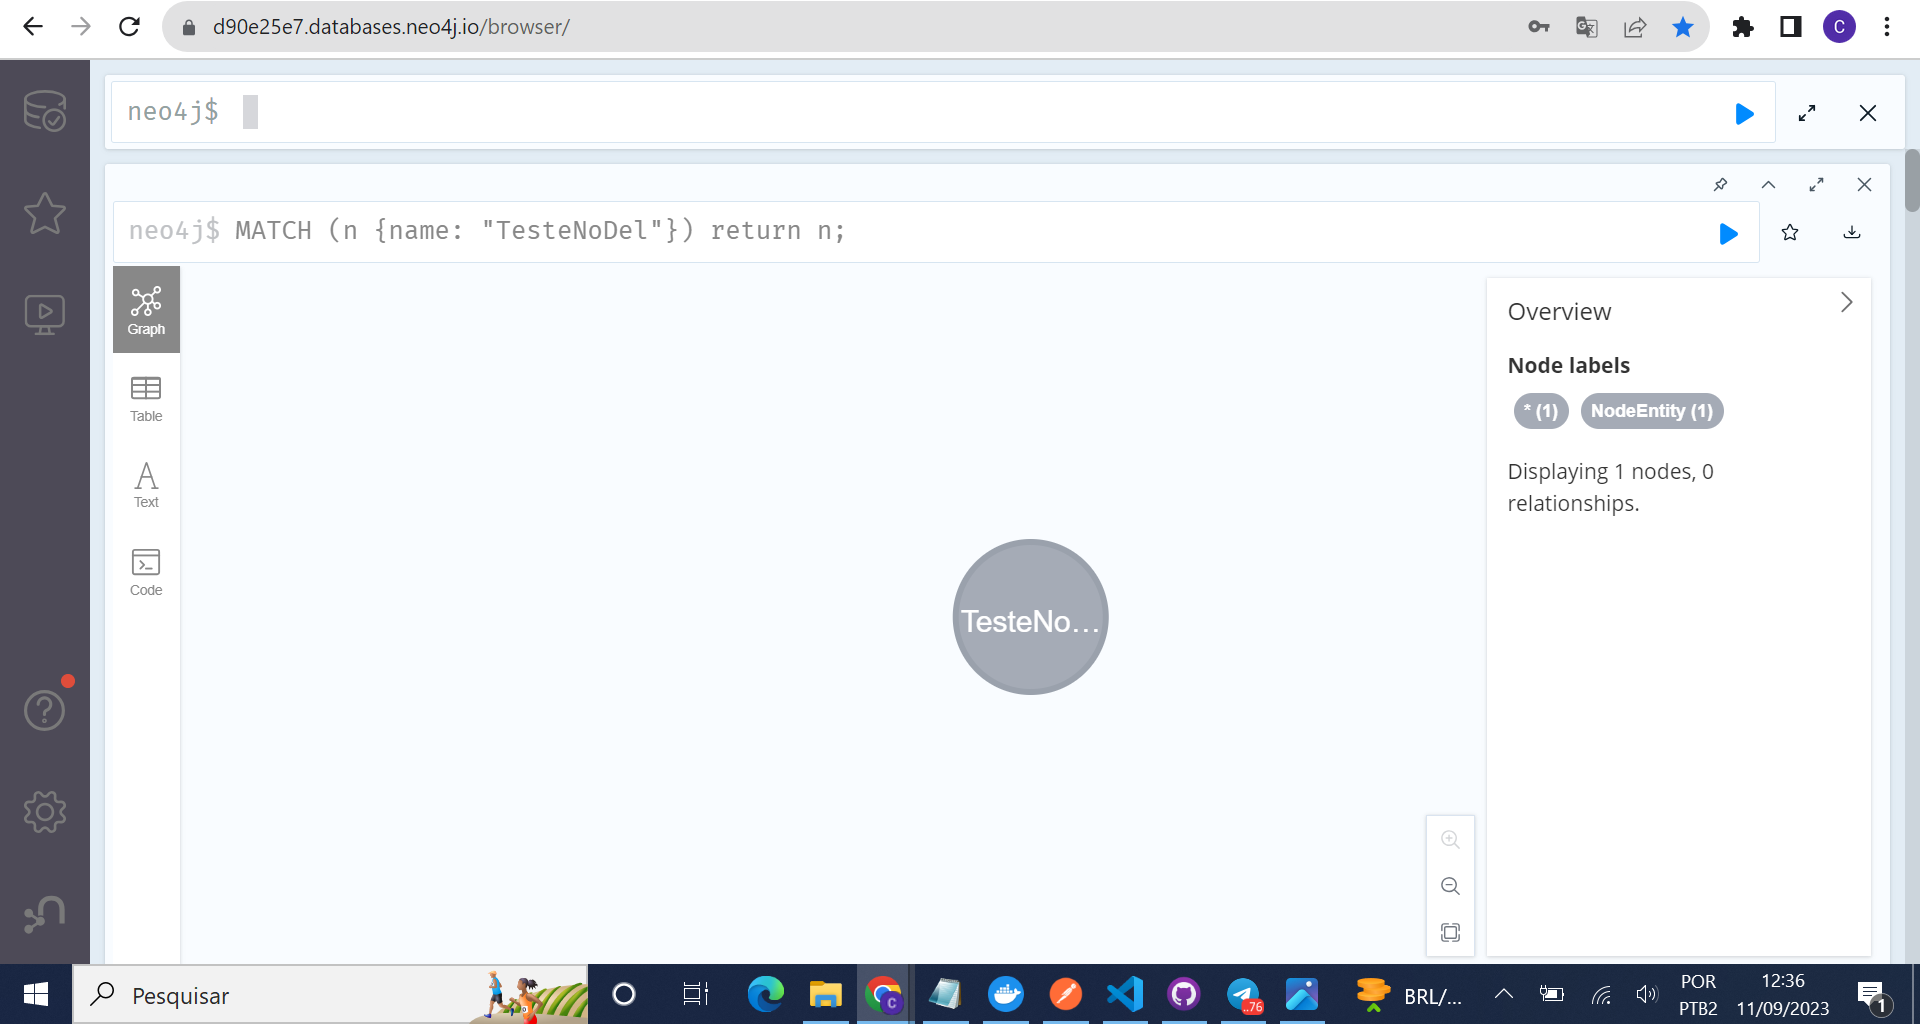 d90e25e7.databases.neo4j.io/browser/
C
neo4j$
neo4j$ MATCH (n {name: "TesteNoDel"}) return n;
Graph
Table
Text
Code
TesteNo...
Overview
Node labels
* (1) NodeEntity (1)
Displaying 1 nodes, 0
relationships.
Pesquisar
C
..76
BRL/...
POR
PTB2
12:36
11/09/2023
1